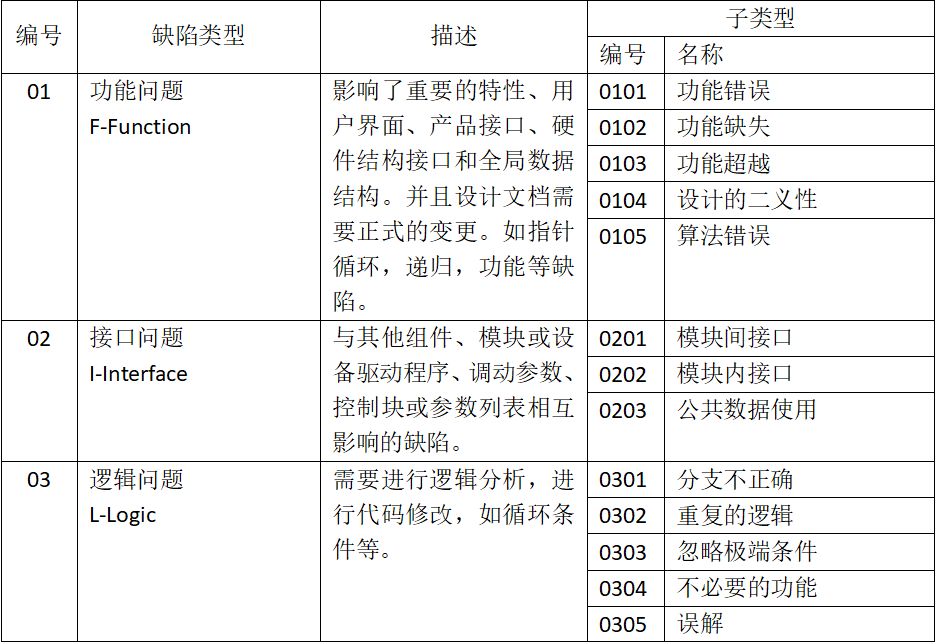 编号 缺陷类型 描述 子类型
编号 名称
01 功能问题
F-Function
影响了重要的特性、用
户界面、产品接口、硬
件结构接口和全局数据
结构。并且设计文档需
要正式的变更。如指针
循环，递归，功能等缺
陷。
0101 功能错误
0102 功能缺失
0103 功能超越
0104 设计的二义性
0105 算法错误
02 接口问题
I-Interface
与其他组件、模块或设
备驱动程序、调动参数、
控制块或参数列表相互
影响的缺陷。
0201 模块间接口
0202 模块内接口
0203 公共数据使用
03 逻辑问题
L-Logic
需要进行逻辑分析，进
行代码修改，如循环条
件等。
0301 分支不正确
0302 重复的逻辑
0303 忽略极端条件
0304 不必要的功能
0305 误解